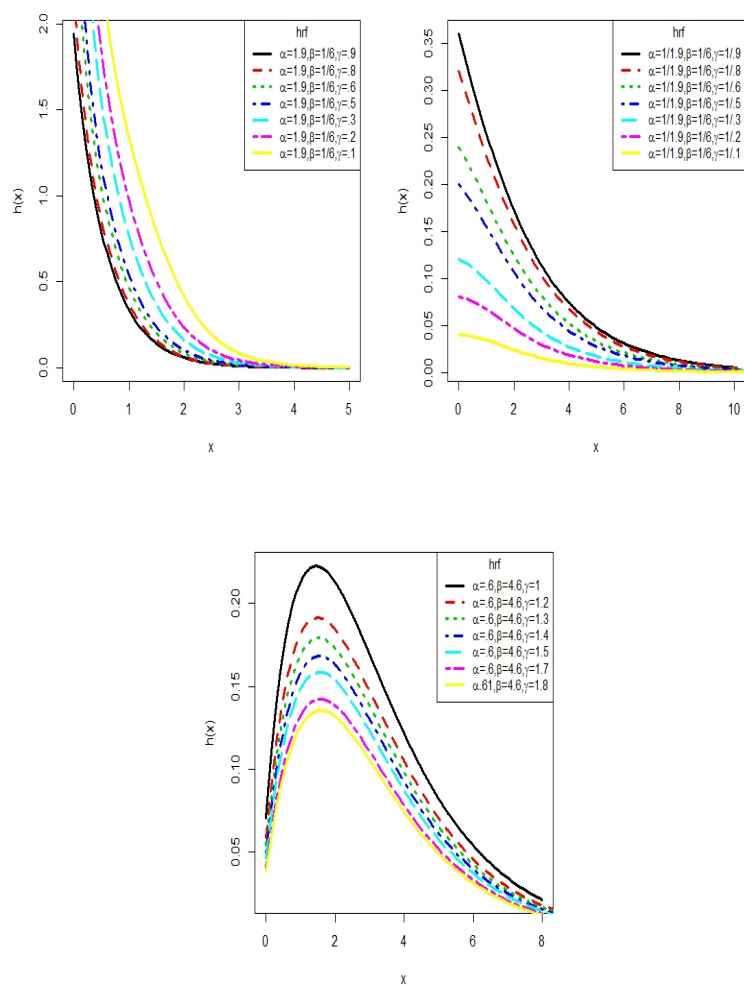 hrf
α=1.9,β=1/6,γ=.9
α=1.9,β=1/6,γ=.8
α=1.9,β=1/6,γ=.6
α=1.9,β=1/6,γ=.5
α=1.9,β=1/6,γ=.3
α=1.9,β=1/6,γ=.2
α=1.9,β=1/6,γ=.1
h(x)
0.0
0.5
1.0
1.5
2.0
0 1 2 3 4 5
x
hrf
α=1/1.9,β=1/6,γ=1/.9
α=1/1.9,β=1/6,γ=1/.8
α=1/1.9,β=1/6,γ=1/.6
α=1/1.9,β=1/6,γ=1/.5
α=1/1.9,β=1/6,γ=1/.3
α=1/1.9,β=1/6,γ=1/.2
α=1/1.9,β=1/6,γ=1/.1
h(x)
0.00
0.05
0.10
0.15
0.20
0.25
0.30
0.35
0 2 4 6 8 10
x
hrf
α=.6,β=4.6,γ=1
α=.6,β=4.6,γ=1.2
α=.6,β=4.6,γ=1.3
α=.6,β=4.6,γ=1.4
α=.6,β=4.6,γ=1.5
α=.6,β=4.6,γ=1.7
α.61,β=4.6,γ=1.8
h(x)
0.05
0.10
0.15
0.20
0 2 4 6 8
x